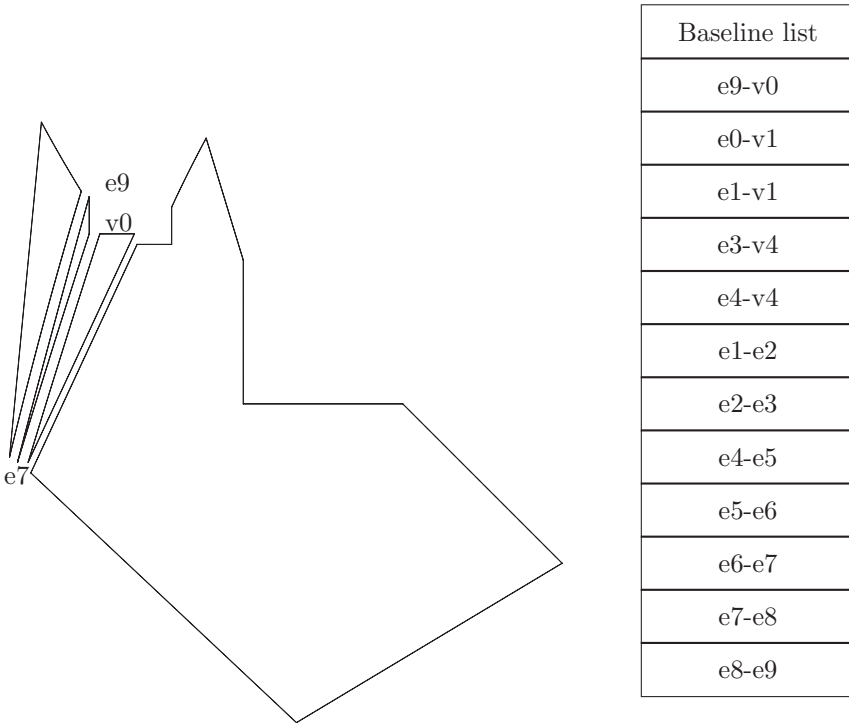 e9
v0
e7
Baseline list
e9-v0
e0-v1
e1-v1
e3-v4
e4-v4
e1-e2
e2-e3
e4-e5
e5-e6
e6-e7
e7-e8
e8-e9